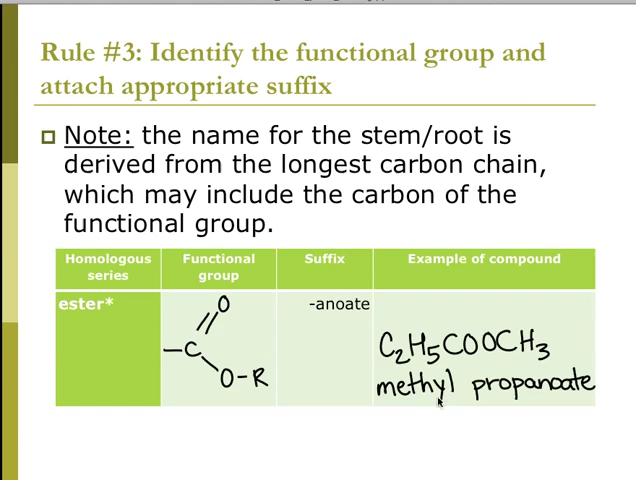 Rule #3: Identify the functional group and
attach appropriate suffix
Note: the name for the stem/root is
derived from the longest carbon chain,
which may include the carbon of the
functional group.
Homologous series
Functional group
Suffix
Example of compound
ester*
O
–C
O–R
-anoate
C₂H₅COOCH₃
methyl propanoate